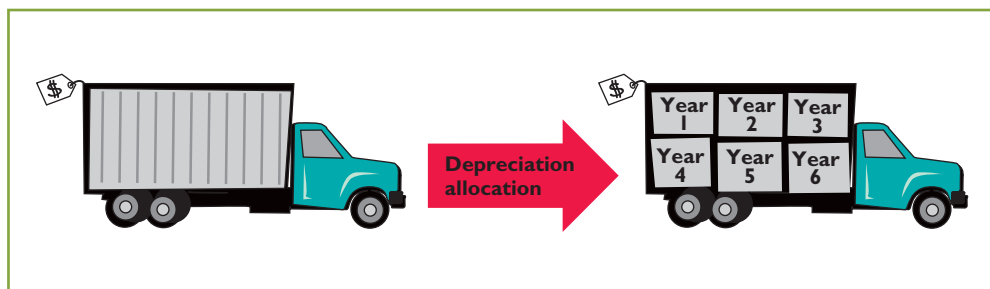 $
Depreciation
allocation
$
Year
1
Year
2
Year
3
Year
4
Year
5
Year
6